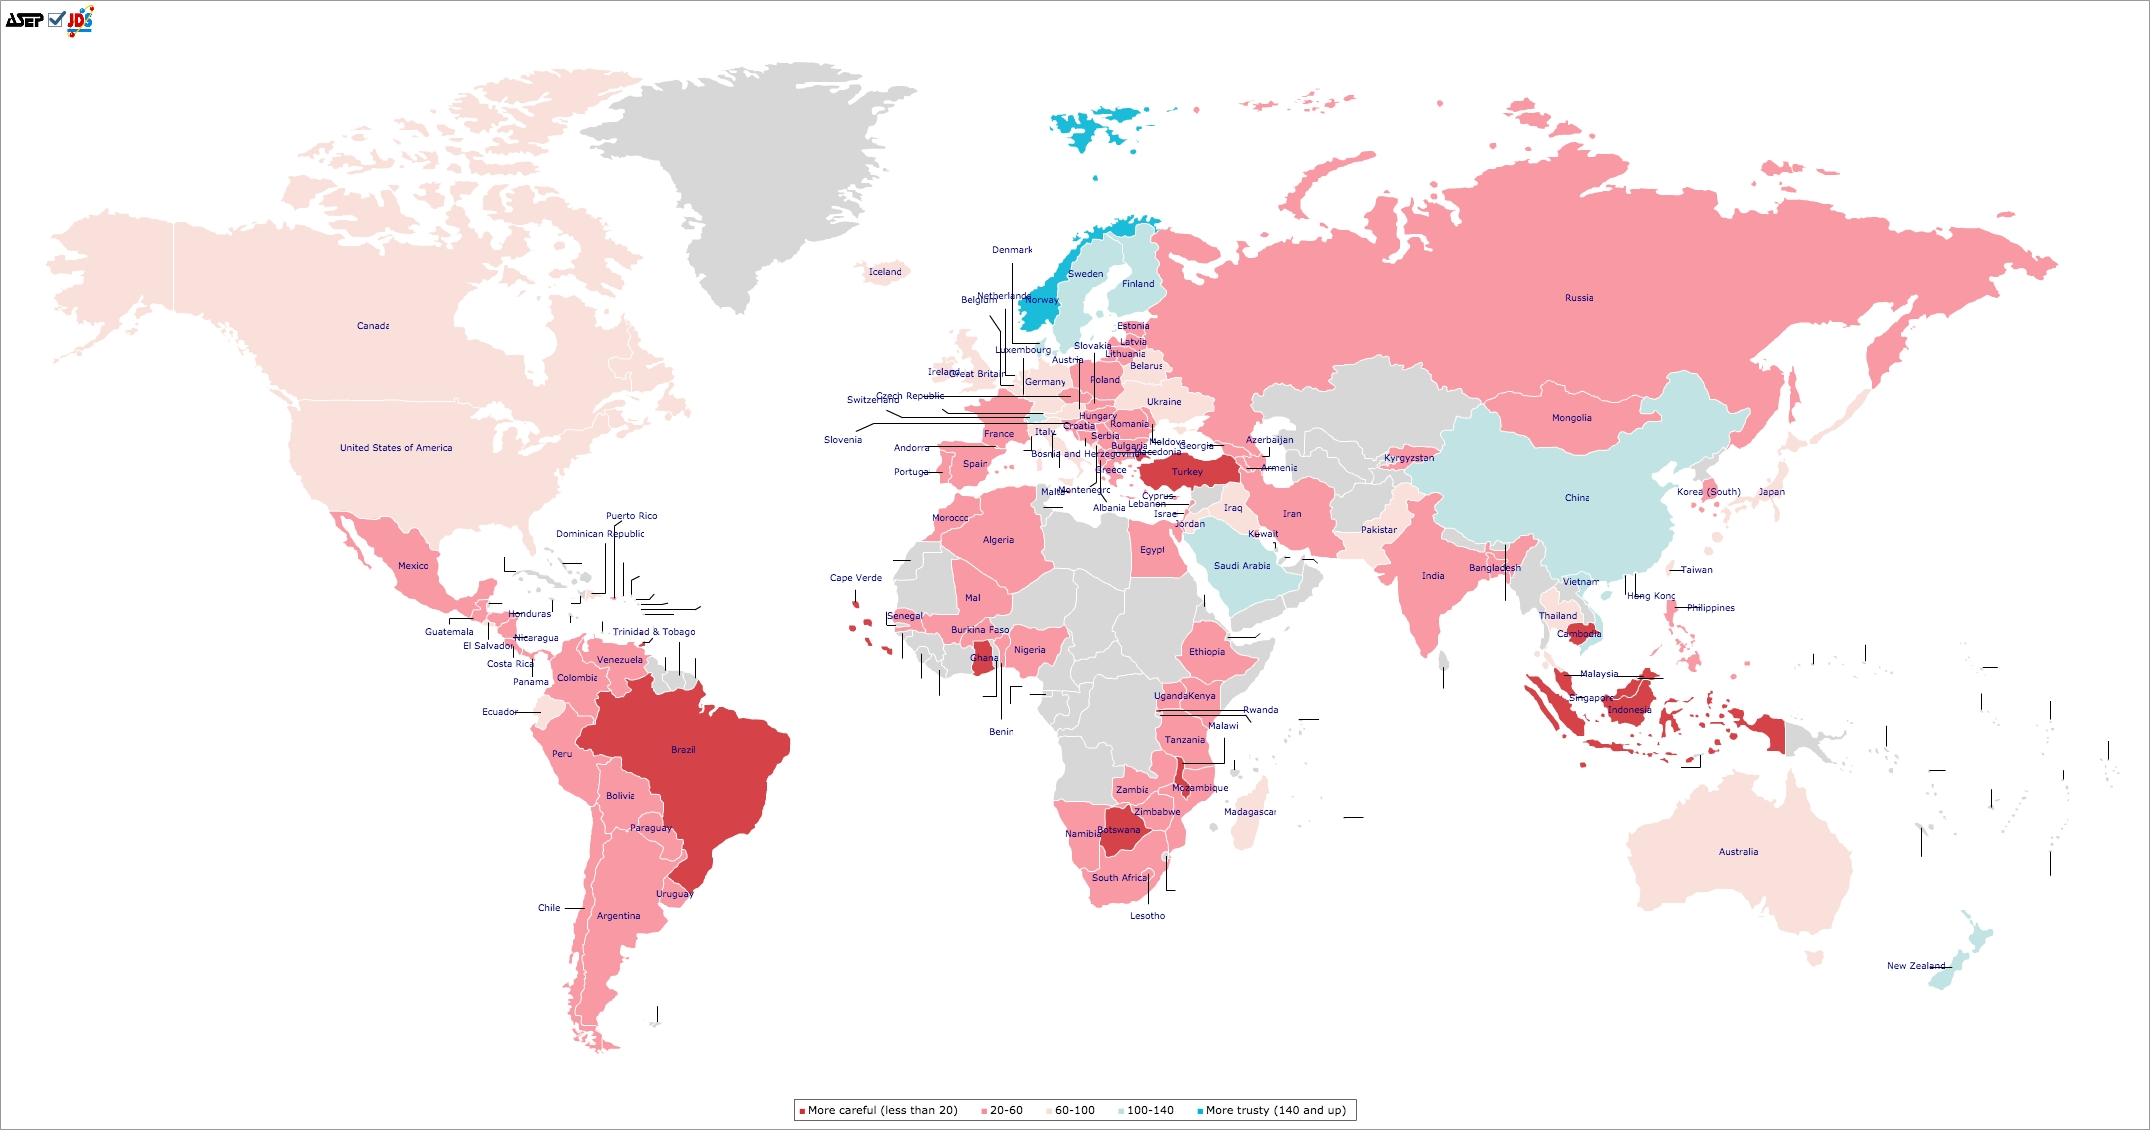 ASEP JDS
Canada
United States of America
Mexico
Guatemala
Honduras
El Salvador
Nicaragua
Costa Rica
Panama
Puerto Rico
Dominican Republic
Trinidad & Tobago
Venezuela
Colombia
Ecuador
Peru
Brazil
Bolivia
Paraguay
Uruguay
Chile
Argentina
Iceland
Denmark
Netherlands
Belgium
Norway
Sweden
Finland
Estonia
Latvia
Lithuania
Belarus
Luxembourg
Slovakia
Austria
Ireland
Great Britain
Germany
Poland
Czech Republic
Switzerland
Ukraine
Slovenia
France
Italy
Hungary
Croatia
Romania
Serbia
Bulgaria
Moldova
Macedonia
Georgia
Azerbaijan
Armenia
Andorra
Spain
Portugal
Bosnia and Herzegovina
Greece
Turkey
Malta
Montenegro
Albania
Cyprus
Lebanon
Israel
Jordan
Iraq
Iran
Kuwait
Saudi Arabia
Russia
Mongolia
Kyrgyzstan
China
Korea (South)
Japan
Pakistan
India
Bangladesh
Taiwan
Hong Kong
Vietnam
Thailand
Cambodia
Philippines
Malaysia
Singapore
Indonesia
Australia
New Zealand
Morocco
Algeria
Egypt
Cape Verde
Senegal
Mali
Burkina Faso
Ghana
Nigeria
Benin
Ethiopia
Uganda
Kenya
Rwanda
Malawi
Tanzania
Zambia
Mozambique
Zimbabwe
Madagascar
Namibia
Botswana
South Africa
Lesotho
More careful (less than 20) 20-60 60-100 100-140 More trusty (140 and up)